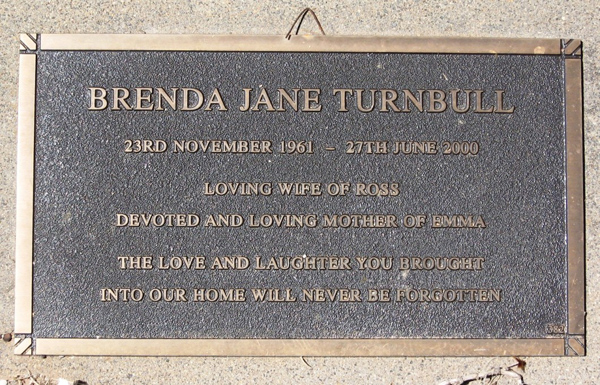 BRENDA JANE TURNBULL
23RD NOVEMBER 1961 – 27TH JUNE 2000
LOVING WIFE OF ROSS
DEVOTED AND LOVING MOTHER OF EMMA
THE LOVE AND LAUGHTER YOU BROUGHT
INTO OUR HOME WILL NEVER BE FORGOTTEN